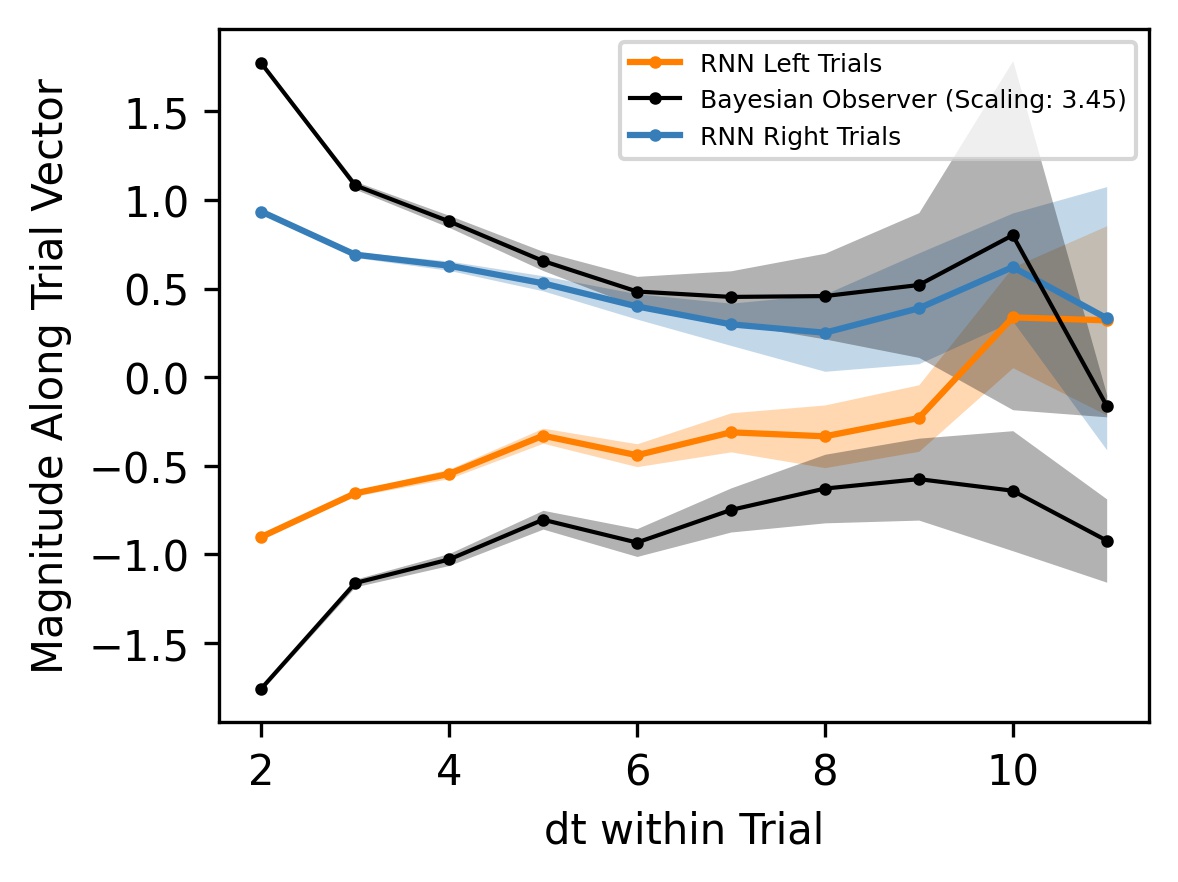 RNN Left Trials
Bayesian Observer (Scaling: 3.45)
RNN Right Trials
Magnitude Along Trial Vector
1.5
1.0
0.5
0.0
−0.5
−1.0
−1.5
2 4 6 8 10
dt within Trial